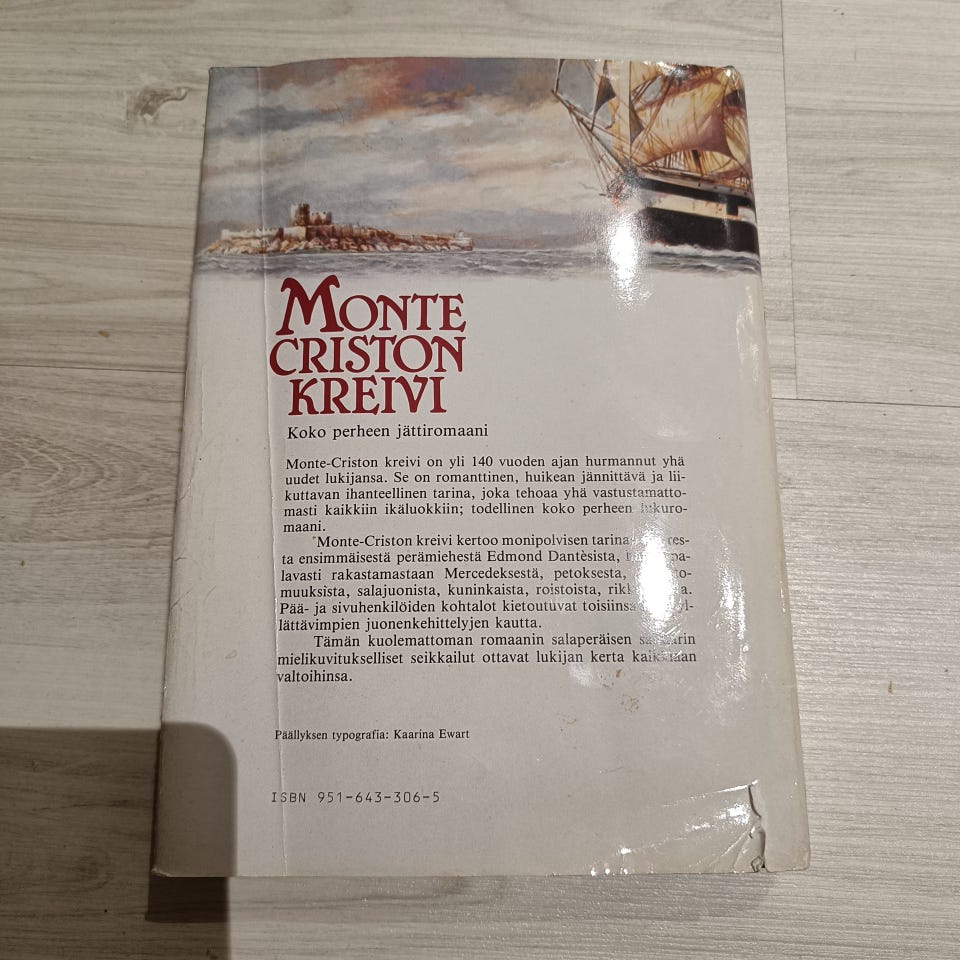 MONTE
CRISTON
KREIVI
Koko perheen jättiromaani
Monte-Criston kreivi on yli 140 vuoden ajan hurmannut yhä
uudet lukijansa. Se on romanttinen, huikean jännittävä ja lii-
kuttavan ihanteellinen tarina, joka tehoaa yhä vastustamatto-
masti kaikkiin ikäluokkiin; todellinen koko perheen lukuro-
maani.
Monte-Criston kreivi kertoo monipolvisen
ta ensimmäisestä perämiehestä Edmond Dantèsista,
lavasti rakastamastaan Mercedeksestä, petoksesta,
muuksista, salajuonista, kuninkaista, roistoista,
Pää- ja sivuhenkilöiden kohtalot kietoutuvat
lättävimpien juonenkehittelyjen kautta.
Tämän kuolemattoman romaanin salaperäisen
mielikuvitukselliset seikkailut ottavat lukijan kerta
valtoihinsa.
Päällyksen typografia: Kaarina Ewart
ISBN 951-643-306-5